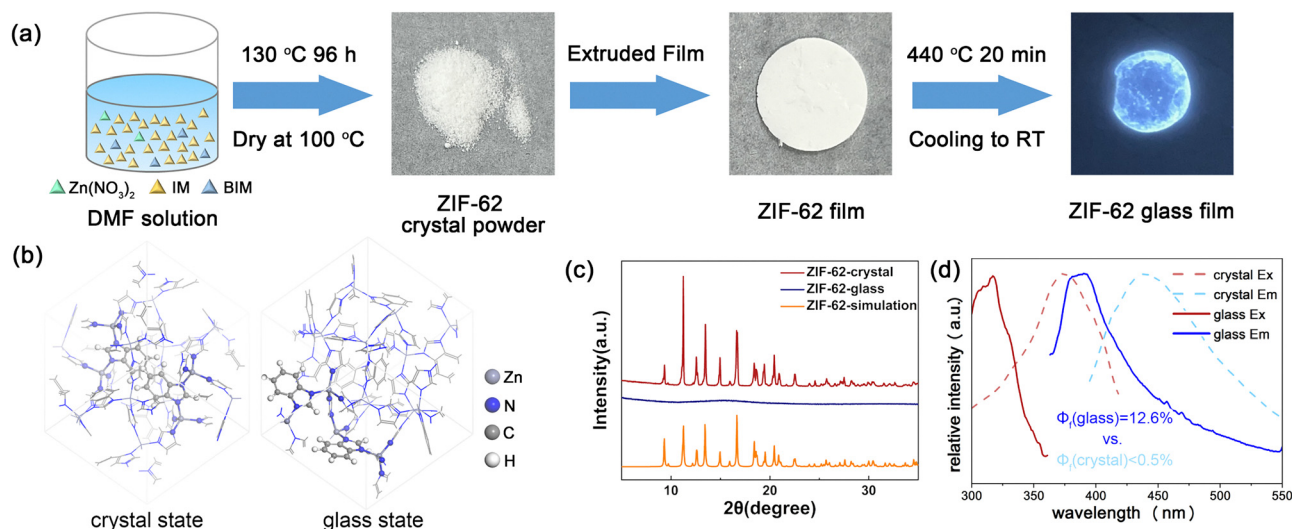 (a)
130 °C 96 h
Dry at 100 °C
Extruded Film
440 °C 20 min
Cooling to RT
Zn(NO3)2
IM
BIM
DMF solution
ZIF-62
crystal powder
ZIF-62 film
ZIF-62 glass film
(b)
Zn
N
C
H
crystal state
glass state
(c)
ZIF-62-crystal
ZIF-62-glass
ZIF-62-simulation
Intensity(a.u.)
10
20
30
2θ(degree)
(d)
crystal Ex
crystal Em
glass Ex
glass Em
relative intensity ( a.u.)
Φf(glass)=12.6%
vs.
Φf(crystal)<0.5%
300
350
400
450
500
550
wavelength ( nm )